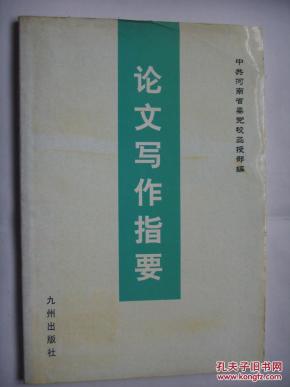 中共河南省委党校函授部编
论文写作指要
九州出版社
孔夫子旧书网